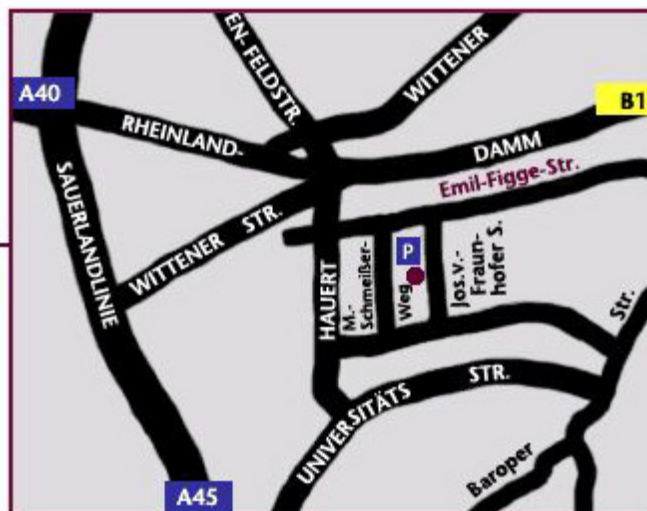 EN- FELDSTR.
WITTENER
A40
B1
RHEINLAND-
DAMM
Emil-Figge-Str.
SAUERLANDLINIE
WITTENER STR.
HAUERT
M.-
Schmeißer-
Weg
P
Jos.v.-
Fraun-
hofer S.
Str.
UNIVERSITÄTS STR.
Baroper
A45